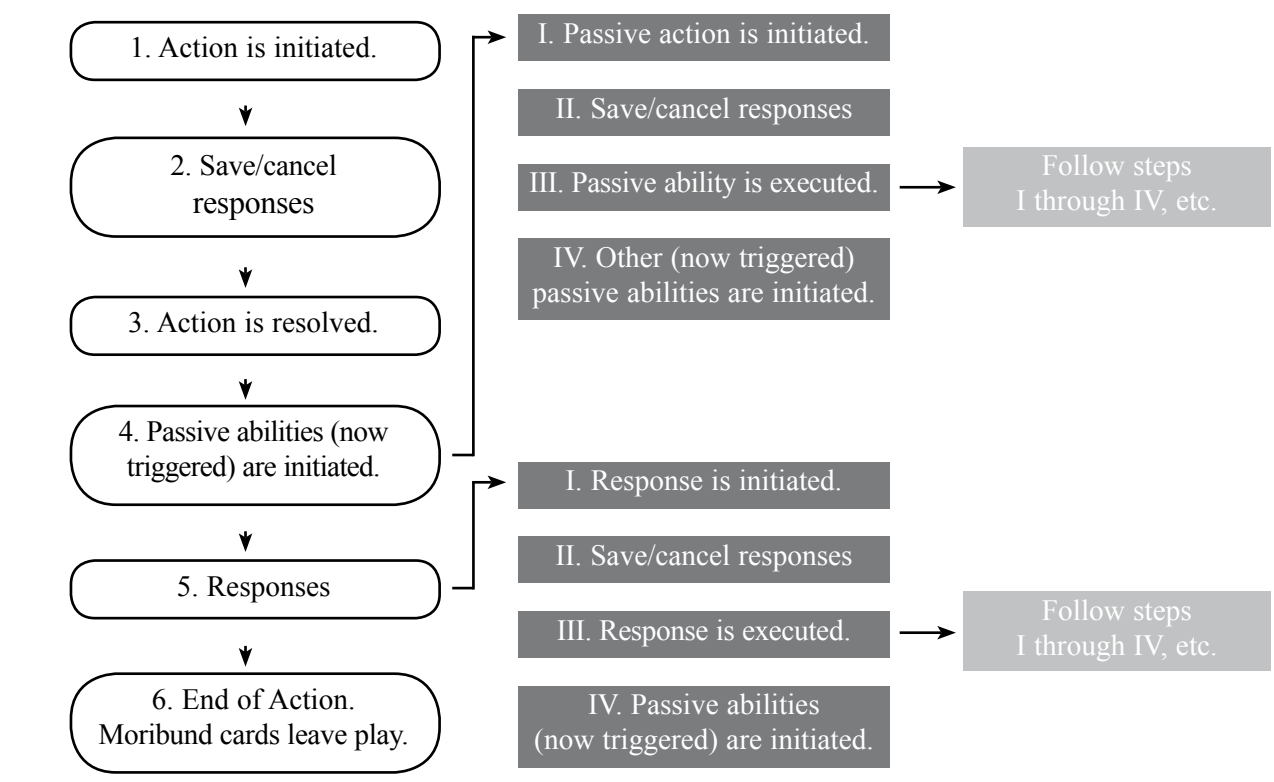 1. Action is initiated.
2. Save/cancel
responses
3. Action is resolved.
4. Passive abilities (now
triggered) are initiated.
5. Responses
6. End of Action.
Moribund cards leave play.
I. Passive action is initiated.
II. Save/cancel responses
III. Passive ability is executed.
IV. Other (now triggered)
passive abilities are initiated.
Follow steps
I through IV, etc.
I. Response is initiated.
II. Save/cancel responses
III. Response is executed.
IV. Passive abilities
(now triggered) are initiated.
Follow steps
I through IV, etc.